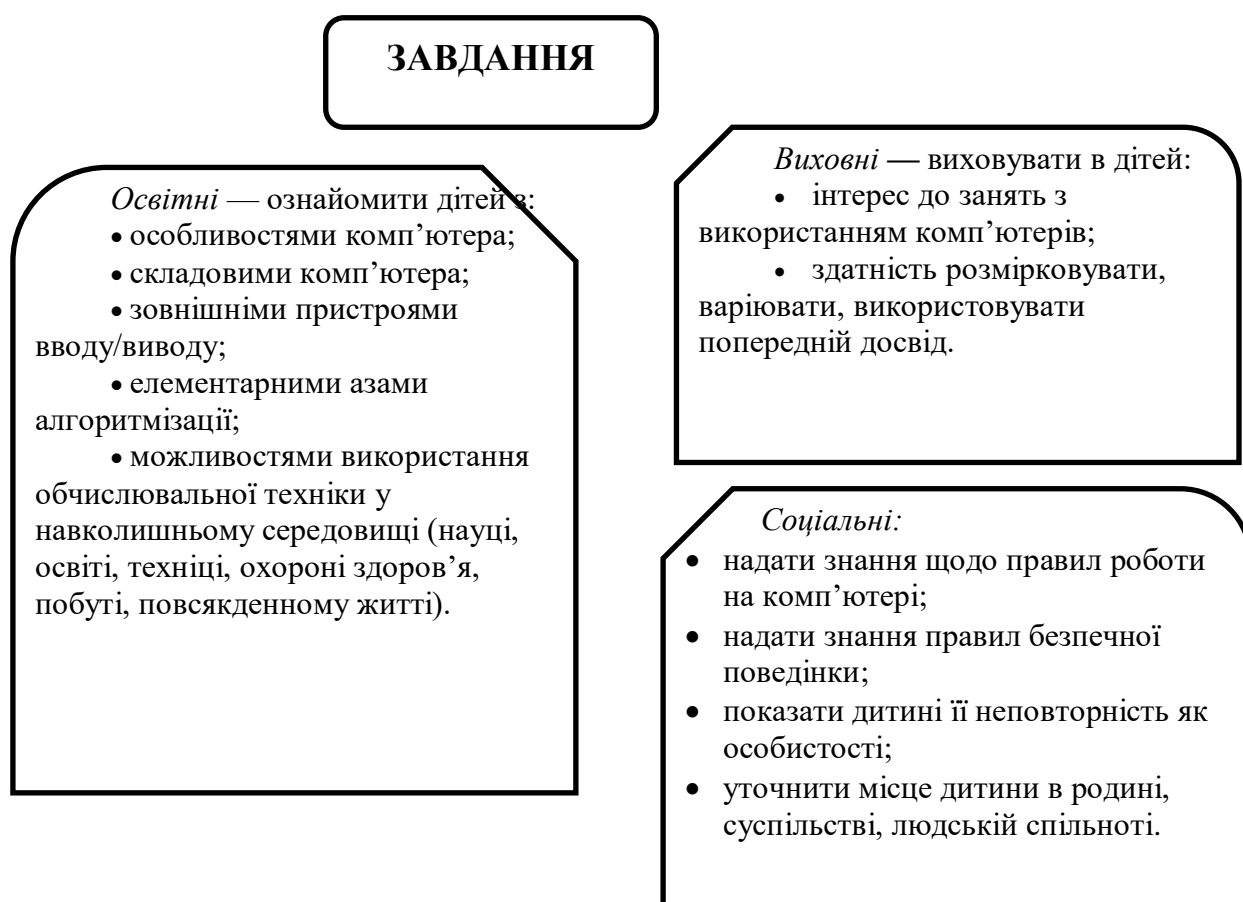 ЗАВДАННЯ
Освітні — ознайомити дітей з:
• особливостями комп’ютера;
• складовими комп’ютера;
• зовнішніми пристроями
вводу/виводу;
• елементарними азами
алгоритмізації;
• можливостями використання
обчислювальної техніки у
навколишньому середовищі (науці,
освіті, техніці, охороні здоров’я,
побуті, повсякденному житті).
Виховні — виховувати в дітей:
• інтерес до занять з
використанням комп’ютерів;
• здатність розмірковувати,
варіювати, використовувати
попередній досвід.
Соціальні:
• надати знання щодо правил роботи
на комп’ютері;
• надати знання правил безпечної
поведінки;
• показати дитині її неповторність як
особистості;
• уточнити місце дитини в родині,
суспільстві, людській спільноті.